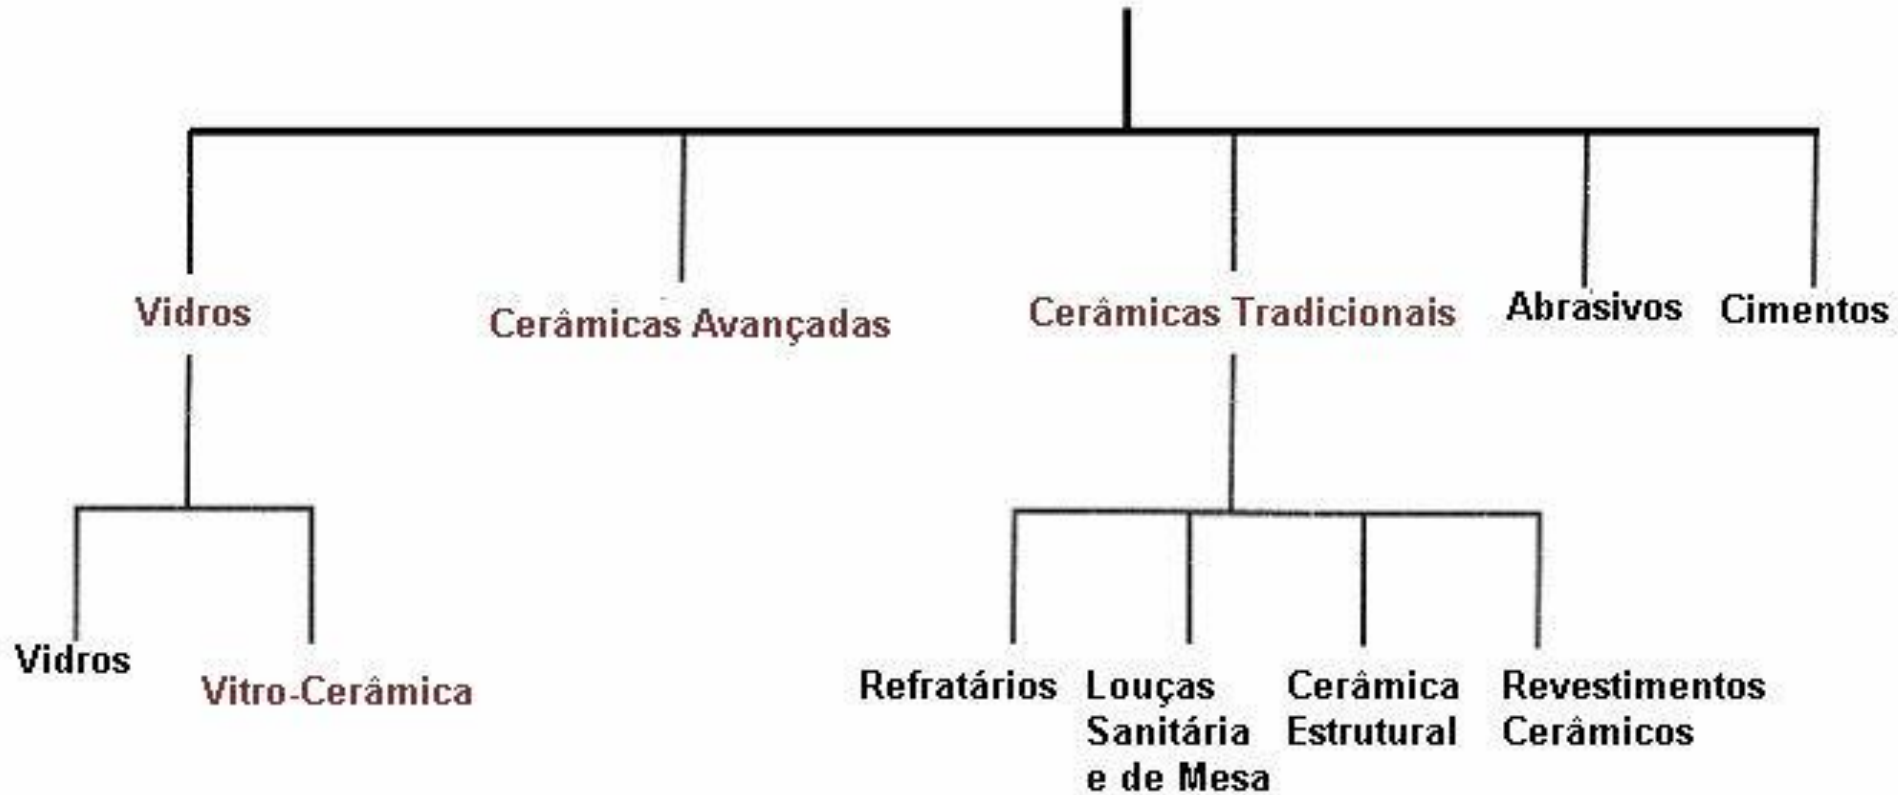 Vidros
Cerâmicas Avançadas
Cerâmicas Tradicionais
Abrasivos
Cimentos
Vidros
Vitro-Cerâmica
Refratários
Louças
Sanitária
e de Mesa
Cerâmica
Estrutural
Revestimentos
Cerâmicos